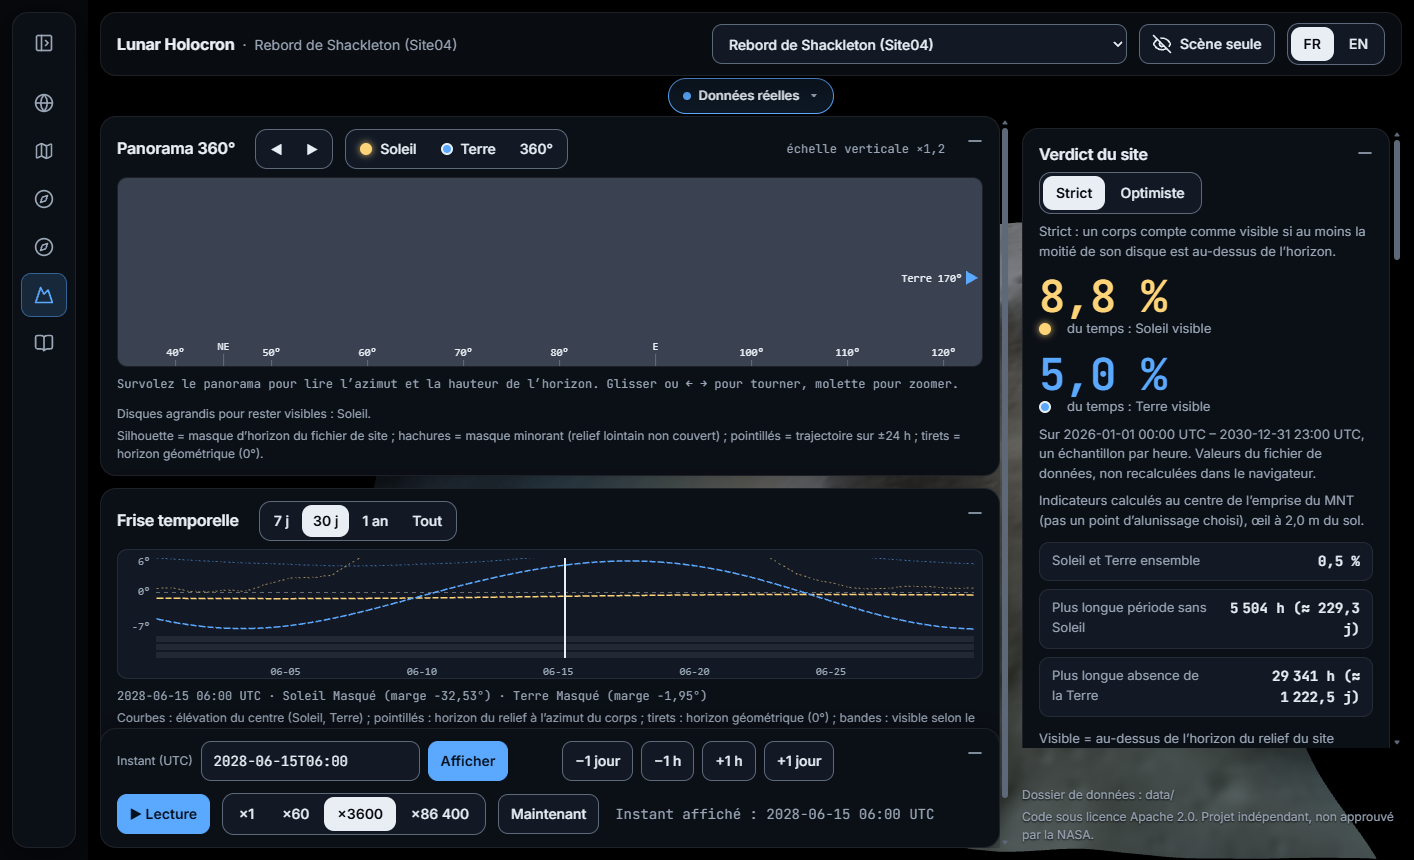 Lunar Holocron · Rebord de Shackleton (Site04)
Rebord de Shackleton (Site04)
Scène seule
FR EN
Données réelles
Panorama 360°
◀ ▶
Soleil Terre 360°
échelle verticale ×1,2
Terre 170°
40° NE 50° 60° 70° 80° E 100° 110° 120°
Survolez le panorama pour lire l’azimut et la hauteur de l’horizon. Glisser ou ← → pour tourner, molette pour zoomer.
Disques agrandis pour rester visibles : Soleil.
Silhouette = masque d’horizon du fichier de site ; hachures = masque minorant (relief lointain non couvert) ; pointillés = trajectoire sur ±24 h ; tirets =
horizon géométrique (0°).
Frise temporelle
7 j 30 j 1 an Tout
6°
0°
-7°
06-05 06-10 06-15 06-20 06-25
2028-06-15 06:00 UTC · Soleil Masqué (marge -32,53°) · Terre Masqué (marge -1,95°)
Courbes : élévation du centre (Soleil, Terre) ; pointillés : horizon du relief à l’azimut du corps ; tirets : horizon géométrique (0°) ; bandes : visible selon le
Instant (UTC) 2028-06-15T06:00 Afficher −1 jour −1 h +1 h +1 jour
▶ Lecture ×1 ×60 ×3600 ×86 400 Maintenant Instant affiché : 2028-06-15 06:00 UTC
Verdict du site
Strict Optimiste
Strict : un corps compte comme visible si au moins la
moitié de son disque est au-dessus de l’horizon.
8,8 %
du temps : Soleil visible
5,0 %
du temps : Terre visible
Sur 2026-01-01 00:00 UTC – 2030-12-31 23:00 UTC,
un échantillon par heure. Valeurs du fichier de
données, non recalculées dans le navigateur.
Indicateurs calculés au centre de l’emprise du MNT
(pas un point d’alunissage choisi), œil à 2,0 m du sol.
Soleil et Terre ensemble 0,5 %
Plus longue période sans 5 504 h (≈ 229,3
Soleil j)
Plus longue absence de 29 341 h (≈
la Terre 1 222,5 j)
Visible = au-dessus de l’horizon du relief du site
Dossier de données : data/
Code sous licence Apache 2.0. Projet indépendant, non approuvé
par la NASA.